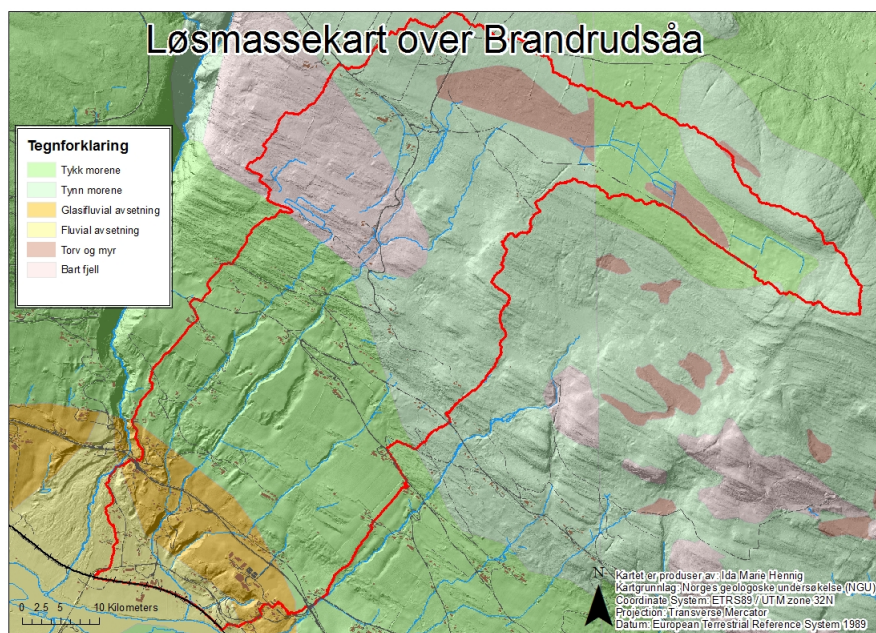 Løsmassekart over Brandrudsåa
Tegnforklaring
Tykk morene
Tynn morene
Glasifluvial avsetning
Fluvial avsetning
Torv og myr
Bart fjell
N
Kartet er produser av: Ida Marie Hennig
Kartgrunnlag: Norges geologoske undersøkelse (NGU)
Coordinate System: ETRS89 / UTM zone 32N
Projection: Transverse Mercator
Datum: European Terrestrial Reference System 1989
0 2.5 5 10 Kilometers